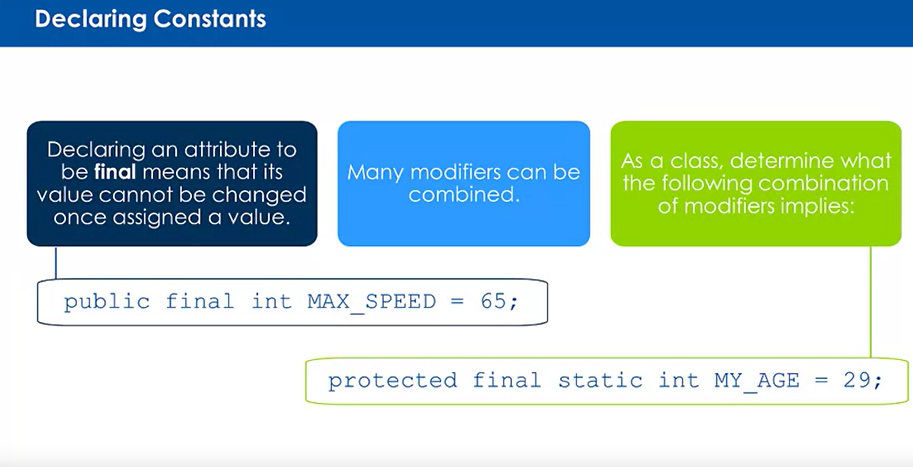 Declaring Constants
Declaring an attribute to
be final means that its
value cannot be changed
once assigned a value.
Many modifiers can be
combined.
As a class, determine what
the following combination
of modifiers implies:
public final int MAX_SPEED = 65;
protected final static int MY_AGE = 29;